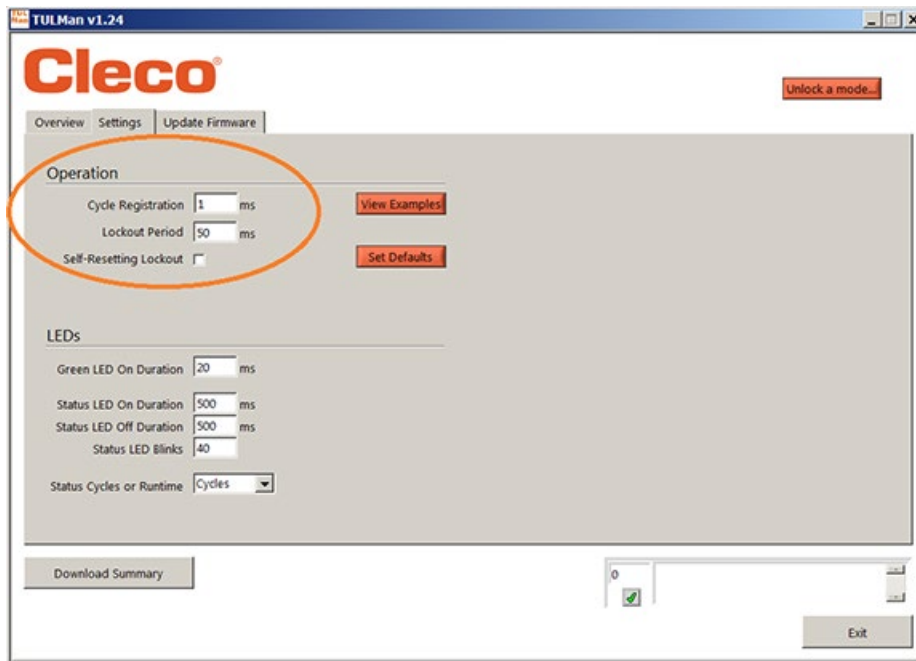 TUL Man TULMan v1.24
Cleco®
Unlock a mode...
Overview Settings Update Firmware
Operation
Cycle Registration 1 ms View Examples
Lockout Period 50 ms
Self-Resetting Lockout Set Defaults
LEDs
Green LED On Duration 20 ms
Status LED On Duration 500 ms
Status LED Off Duration 500 ms
Status LED Blinks 40
Status Cycles or Runtime Cycles
Download Summary
0
Exit